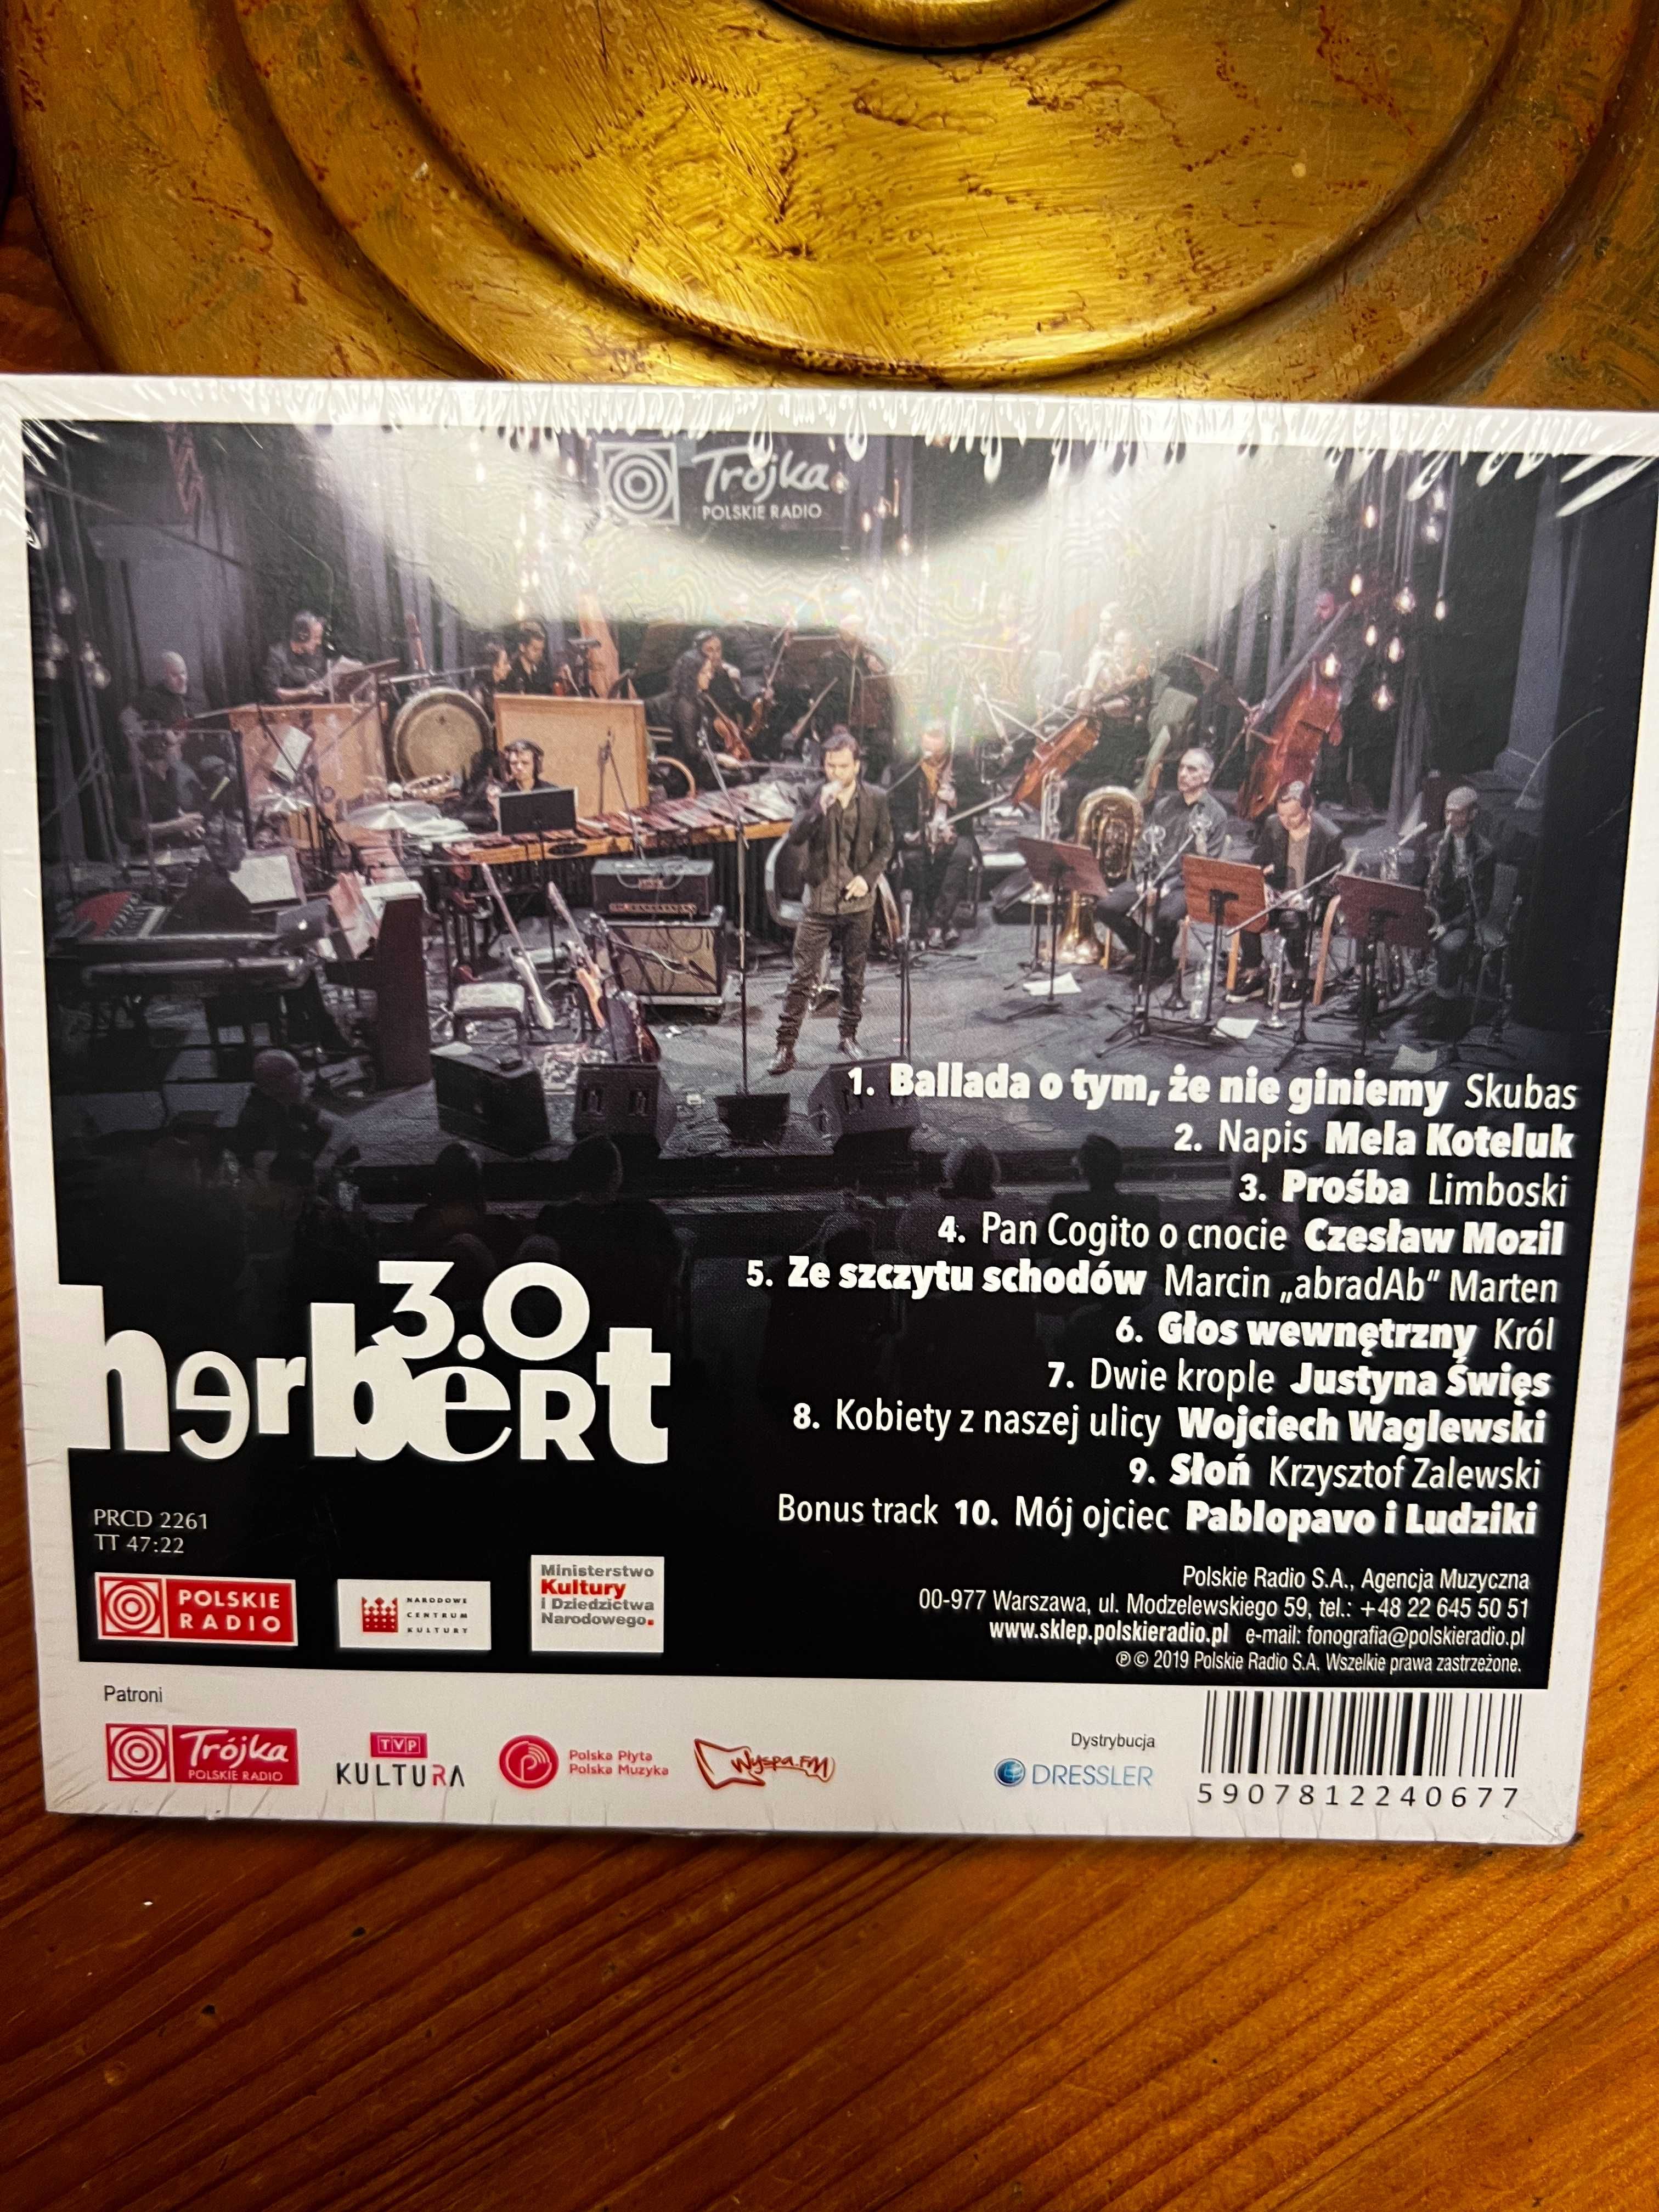 Trójka
POLSKIE RADIO
1. Ballada o tym, że nie giniemy Skubas
2. Napis Mela Koteluk
3. Prośba Limboski
4. Pan Cogito o cnocie Czesław Mozil
5. Ze szczytu schodów Marcin „abradAb” Marten
6. Głos wewnętrzny Król
7. Dwie krople Justyna Święs
8. Kobiety z naszej ulicy Wojciech Waglewski
9. Słoń Krzysztof Zalewski
Bonus track 10. Mój ojciec Pablopavo i Ludziki
3.0
herbeRt
PRCD 2261
TT 47:22
POLSKIE
RADIO
NARODOWE
CENTRUM
KULTURY
Ministerstwo
Kultury
i Dziedzictwa
Narodowego.
Polskie Radio S.A., Agencja Muzyczna
00-977 Warszawa, ul. Modzelewskiego 59, tel.: +48 22 645 50 51
www.sklep.polskieradio.pl e-mail: fonografia@polskieradio.pl
℗ © 2019 Polskie Radio S.A. Wszelkie prawa zastrzeżone.
Patroni
Trójka
POLSKIE RADIO
TVP
KULTURA
Polska Płyta
Polska Muzyka
Wyspa.FM
Dystrybucja
DRESSLER
5907812240677